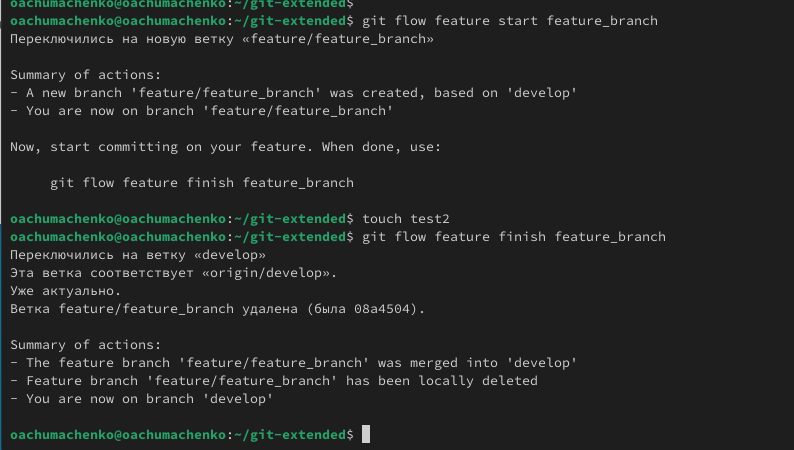 oachumachenko@oachumachenko:~/git-extended$
oachumachenko@oachumachenko:~/git-extended$ git flow feature start feature_branch
Переключились на новую ветку «feature/feature_branch»
Summary of actions:
- A new branch 'feature/feature_branch' was created, based on 'develop'
- You are now on branch 'feature/feature_branch'
Now, start committing on your feature. When done, use:
git flow feature finish feature_branch
oachumachenko@oachumachenko:~/git-extended$ touch test2
oachumachenko@oachumachenko:~/git-extended$ git flow feature finish feature_branch
Переключились на ветку «develop»
Эта ветка соответствует «origin/develop».
Уже актуально.
Ветка feature/feature_branch удалена (была 08a4504).
Summary of actions:
- The feature branch 'feature/feature_branch' was merged into 'develop'
- Feature branch 'feature/feature_branch' has been locally deleted
- You are now on branch 'develop'
oachumachenko@oachumachenko:~/git-extended$